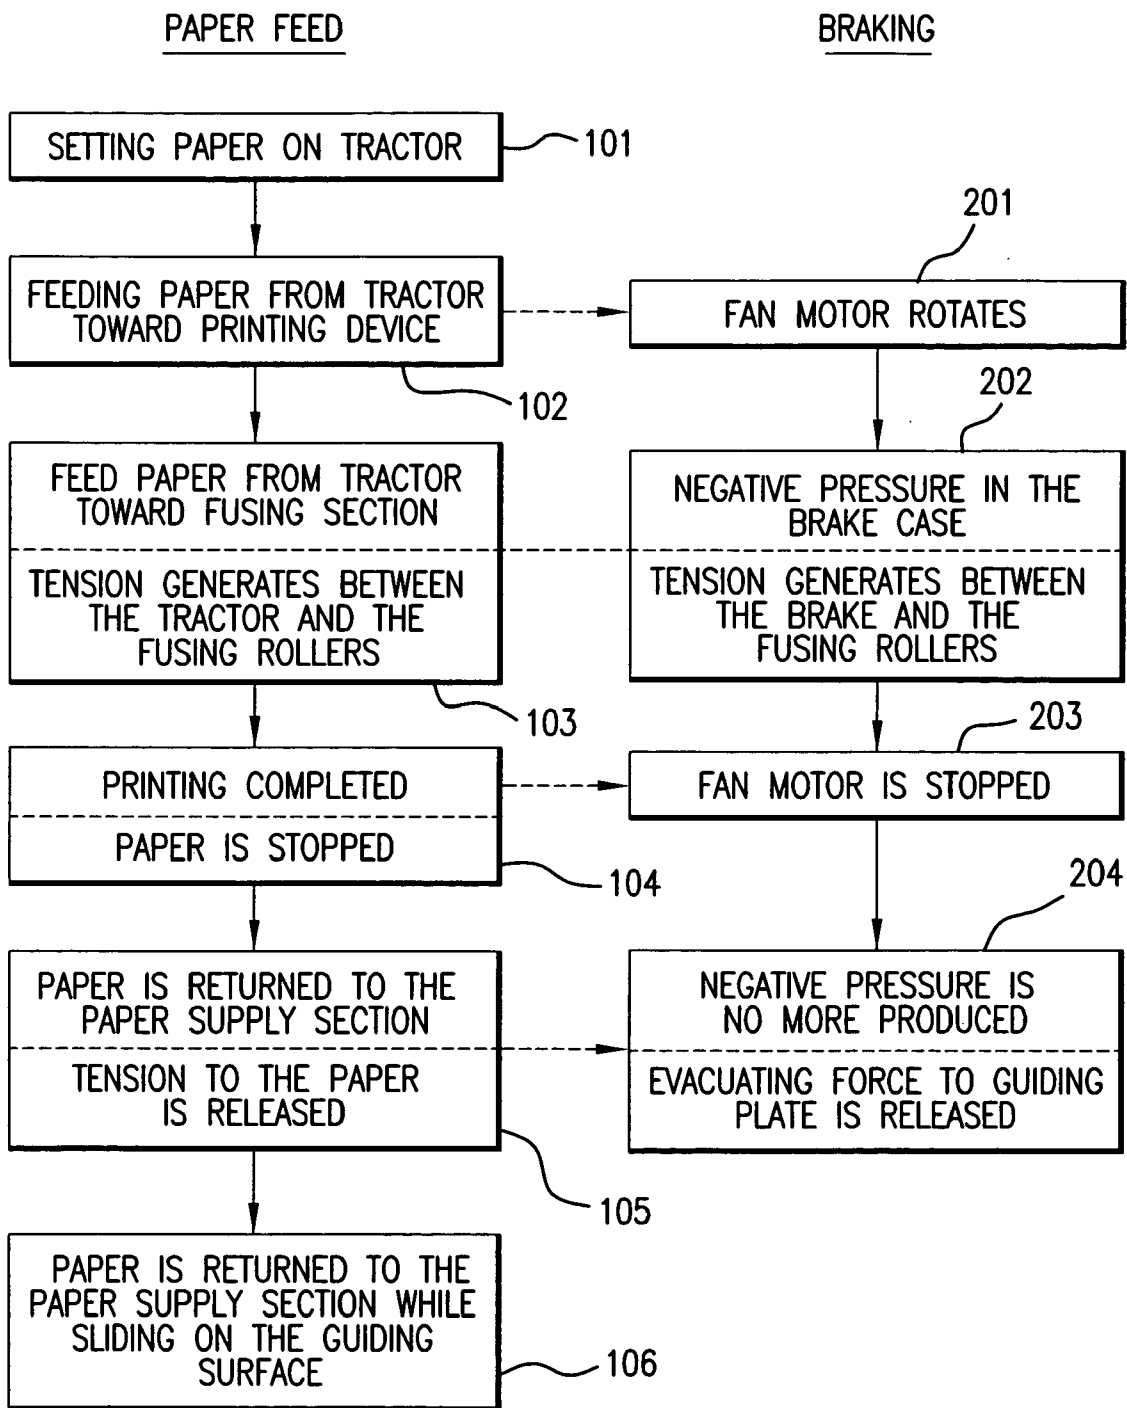 PAPER FEED
BRAKING
SETTING PAPER ON TRACTOR
101
FEEDING PAPER FROM TRACTOR
TOWARD PRINTING DEVICE
102
201
FAN MOTOR ROTATES
202
FEED PAPER FROM TRACTOR
TOWARD FUSING SECTION
TENSION GENERATES BETWEEN
THE TRACTOR AND THE
FUSING ROLLERS
103
NEGATIVE PRESSURE IN THE
BRAKE CASE
TENSION GENERATES BETWEEN
THE BRAKE AND THE
FUSING ROLLERS
203
PRINTING COMPLETED
PAPER IS STOPPED
104
FAN MOTOR IS STOPPED
204
PAPER IS RETURNED TO THE
PAPER SUPPLY SECTION
TENSION TO THE PAPER
IS RELEASED
105
NEGATIVE PRESSURE IS
NO MORE PRODUCED
EVACUATING FORCE TO GUIDING
PLATE IS RELEASED
PAPER IS RETURNED TO THE
PAPER SUPPLY SECTION WHILE
SLIDING ON THE GUIDING
SURFACE
106